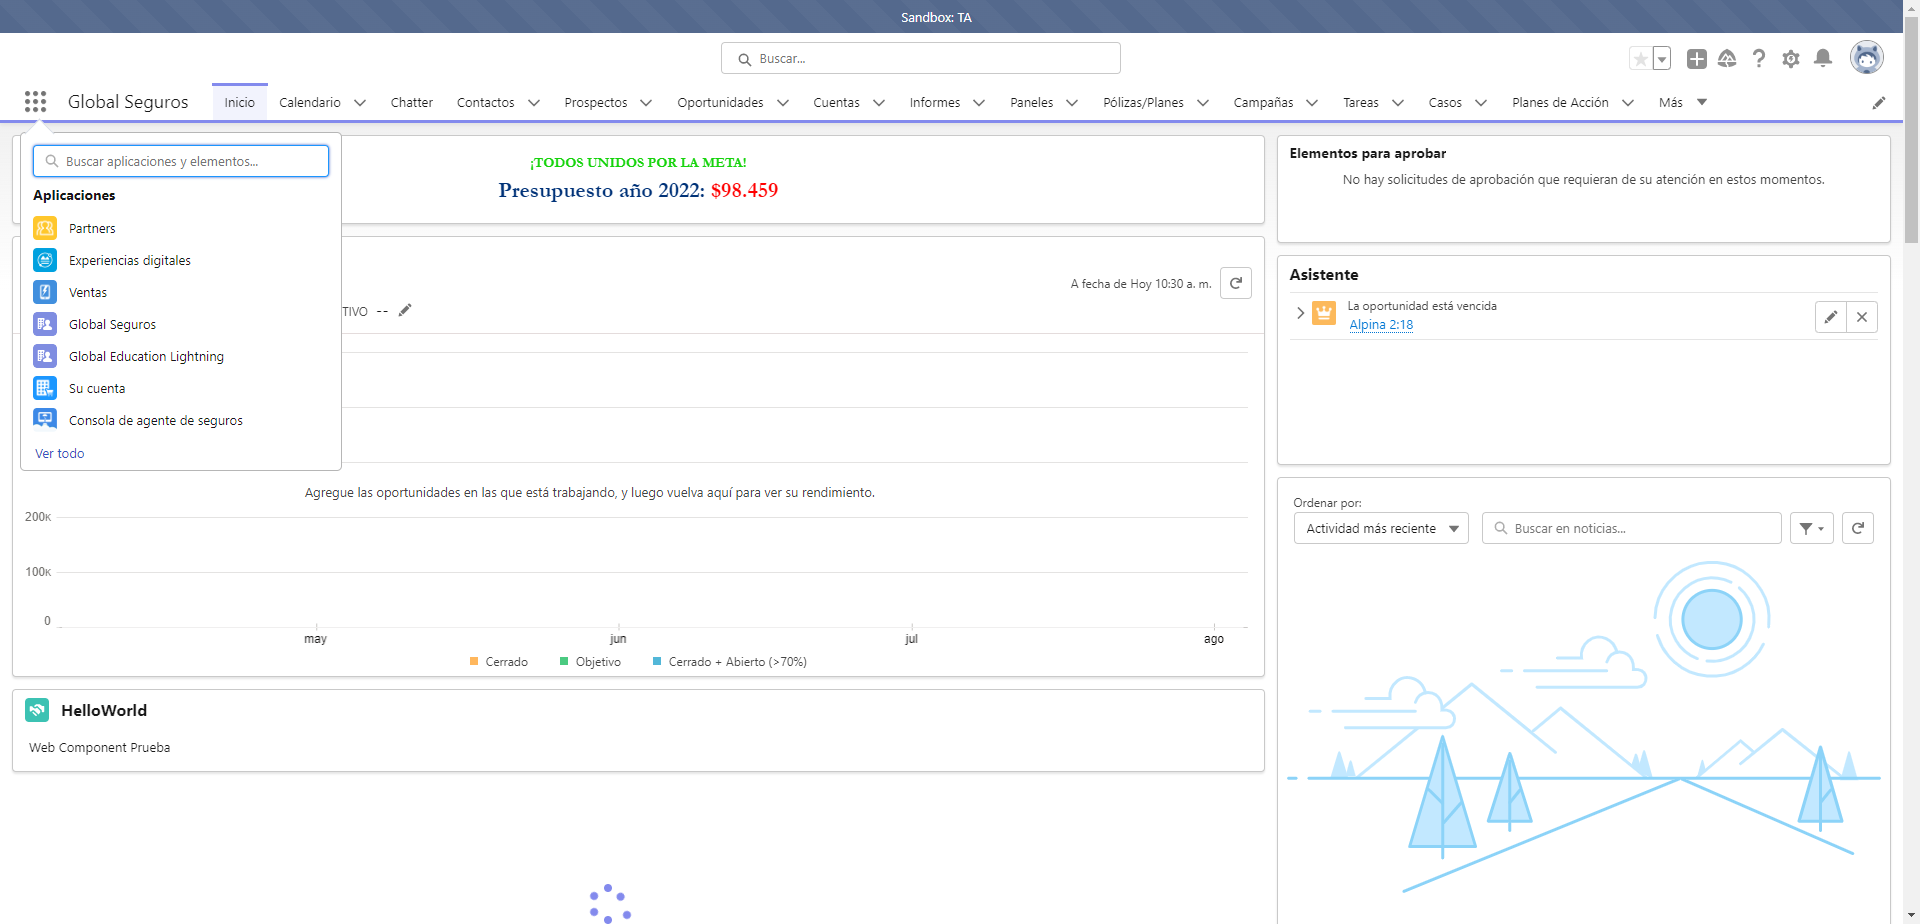 Sandbox: TA
Buscar...
Global Seguros
Inicio
Calendario
Chatter
Contactos
Prospectos
Oportunidades
Cuentas
Informes
Paneles
Pólizas/Planes
Campañas
Tareas
Casos
Planes de Acción
Más
Buscar aplicaciones y elementos...
Aplicaciones
Partners
Experiencias digitales
Ventas
Global Seguros
Global Education Lightning
Su cuenta
Consola de agente de seguros
Ver todo
¡TODOS UNIDOS POR LA META!
Presupuesto año 2022: $98.459
A fecha de Hoy 10:30 a. m.
TIVO --
Agregue las oportunidades en las que está trabajando, y luego vuelva aquí para ver su rendimiento.
200K
100K
0
may
jun
jul
ago
Cerrado
Objetivo
Cerrado + Abierto (>70%)
HelloWorld
Web Component Prueba
Elementos para aprobar
No hay solicitudes de aprobación que requieran de su atención en estos momentos.
Asistente
La oportunidad está vencida
Alpina 2:18
Ordenar por:
Actividad más reciente
Buscar en noticias...